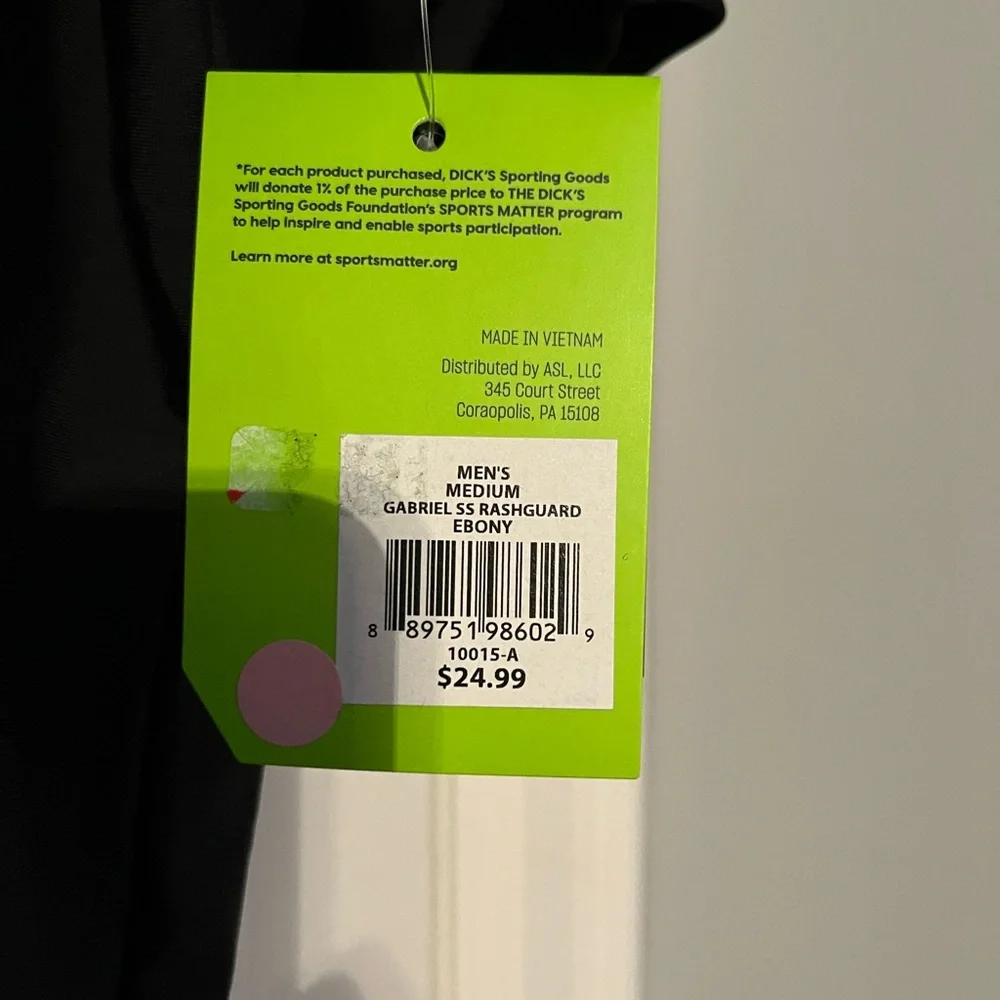 *For each product purchased, DICK'S Sporting Goods
will donate 1% of the purchase price to THE DICK'S
Sporting Goods Foundation's SPORTS MATTER program
to help inspire and enable sports participation.
Learn more at sportsmatter.org
MADE IN VIETNAM
Distributed by ASL, LLC
345 Court Street
Coraopolis, PA 15108
MEN'S
MEDIUM
GABRIEL SS RASHGUARD
EBONY
8 89751 98602 9
10015-A
$24.99